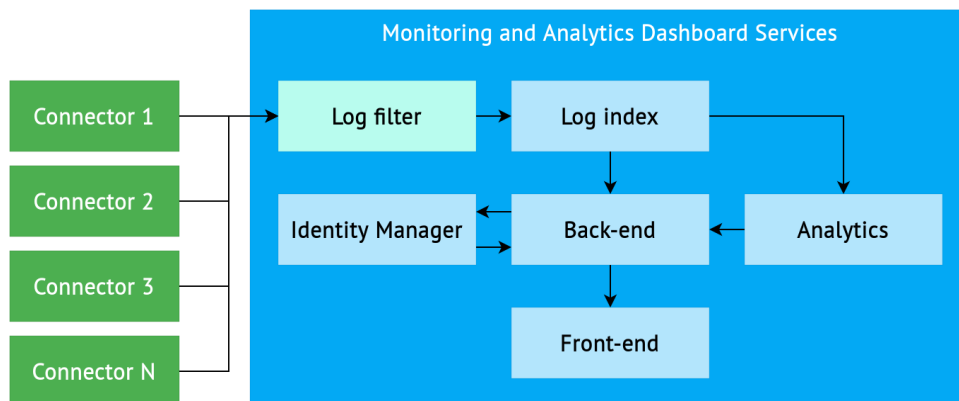 Monitoring and Analytics Dashboard Services
Connector 1
Log filter
Log index
Connector 2
Identity Manager
Back-end
Analytics
Connector 3
Front-end
Connector N